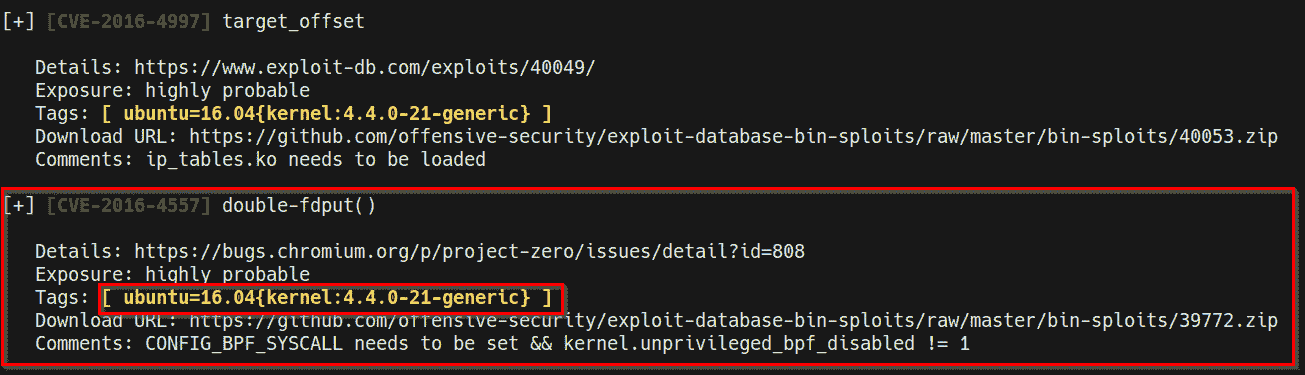 [+] [CVE-2016-4997] target_offset
Details: https://www.exploit-db.com/exploits/40049/
Exposure: highly probable
Tags: [ ubuntu=16.04{kernel:4.4.0-21-generic} ]
Download URL: https://github.com/offensive-security/exploit-database-bin-sploits/raw/master/bin-sploits/40053.zip
Comments: ip_tables.ko needs to be loaded
[+] [CVE-2016-4557] double-fdput()
Details: https://bugs.chromium.org/p/project-zero/issues/detail?id=808
Exposure: highly probable
Tags: [ ubuntu=16.04{kernel:4.4.0-21-generic} ]
Download URL: https://github.com/offensive-security/exploit-database-bin-sploits/raw/master/bin-sploits/39772.zip
Comments: CONFIG_BPF_SYSCALL needs to be set && kernel.unprivileged_bpf_disabled != 1